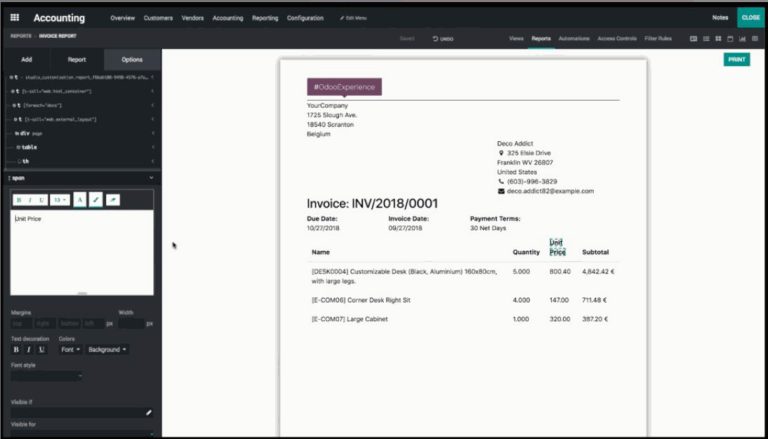 Accounting Overview Customers Vendors Accounting Reporting Configuration Edit Menu Notes CLOSE
REPORTS INVOICE REPORT Saved UNDO Views Reports Automations Access Controls Filter Rules
Add Report Options
PRINT
t
t [t-call="web.html_container"]
t [foreach="docs"]
t [t-call="web.external_layout"]
div page
table
th
span
B I U 13 A
Unit Price
Margins Width
top right bottom left px px
Text decoration Colors
B I U Font Background
Font style
Visible if
Visible for
#OdooExperience
YourCompany
1725 Slough Ave.
18540 Scranton
Belgium
Deco Addict
325 Elsie Drive
Franklin WV 26807
United States
(603)-996-3829
deco.addict82@example.com
Invoice: INV/2018/0001
Due Date: Invoice Date: Payment Terms:
10/27/2018 09/27/2018 30 Net Days
Name Quantity Unit Price Subtotal
[DESK0004] Customizable Desk (Black, Aluminium) 160x80cm, 5.000 800.40 4,842.42 €
with large legs.
[E-COM06] Corner Desk Right Sit 4.000 147.00 711.48 €
[E-COM07] Large Cabinet 1.000 320.00 387.20 €